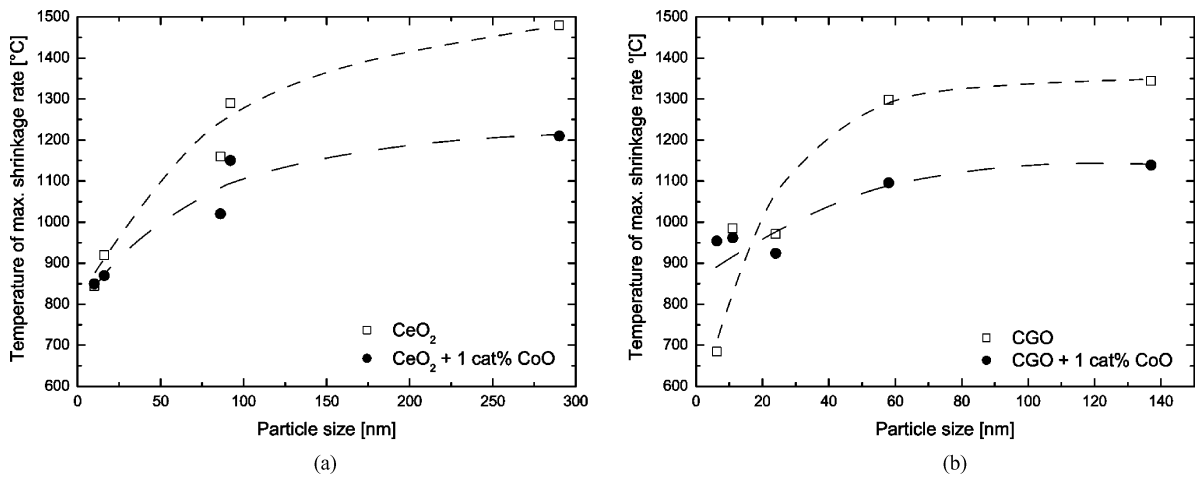 Temperature of max. shrinkage rate [°C]
1500
1400
1300
1200
1100
1000
900
800
700
600
0 50 100 150 200 250 300
Particle size [nm]
CeO2
CeO2 + 1 cat% CoO
(a)
Temperature of max. shrinkage rate °[C]
1500
1400
1300
1200
1100
1000
900
800
700
600
0 20 40 60 80 100 120 140
Particle size [nm]
CGO
CGO + 1 cat% CoO
(b)